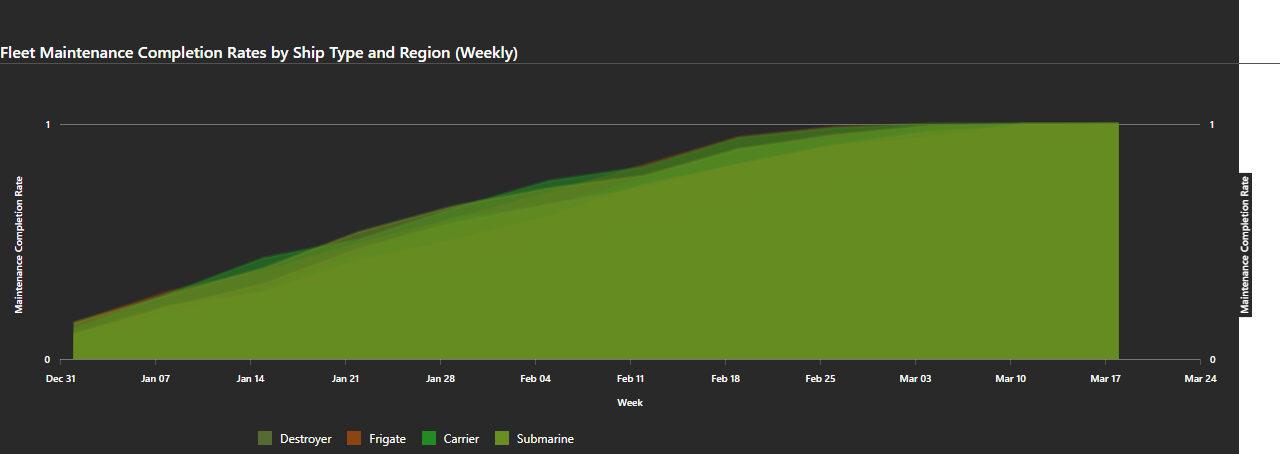 Fleet Maintenance Completion Rates by Ship Type and Region (Weekly)
1
1
Maintenance Completion Rate
Maintenance Completion Rate
0
0
Dec 31 Jan 07 Jan 14 Jan 21 Jan 28 Feb 04 Feb 11 Feb 18 Feb 25 Mar 03 Mar 10 Mar 17 Mar 24
Week
Destroyer Frigate Carrier Submarine